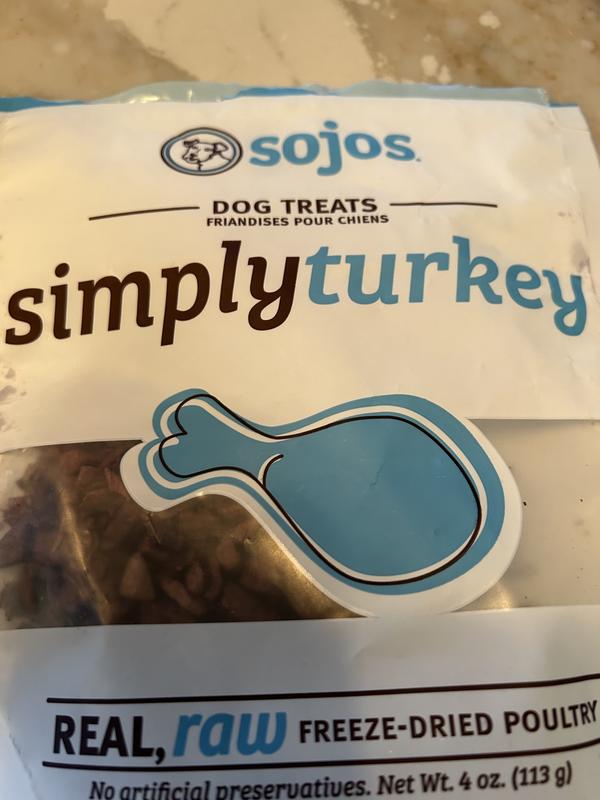 sojos.
DOG TREATS
FRIANDISES POUR CHIENS
simplyturkey
REAL, raw FREEZE-DRIED POULTRY
No artificial preservatives. Net Wt. 4 oz. (113 g)